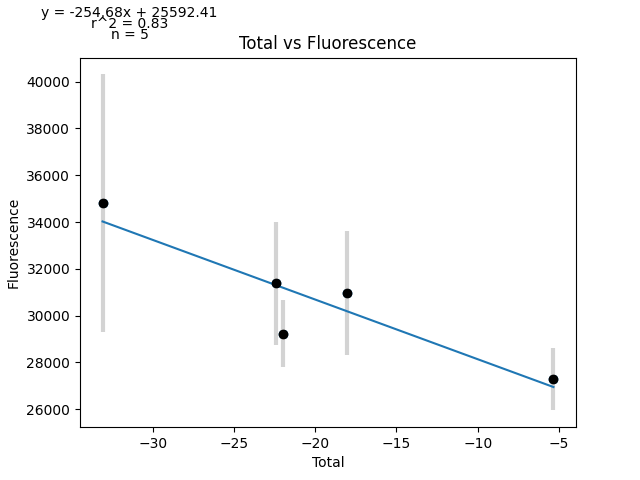 y = -254.68x + 25592.41
r^2 = 0.83
n = 5
Total vs Fluorescence
40000
38000
36000
34000
32000
30000
28000
26000
Fluorescence
−30
−25
−20
−15
−10
−5
Total